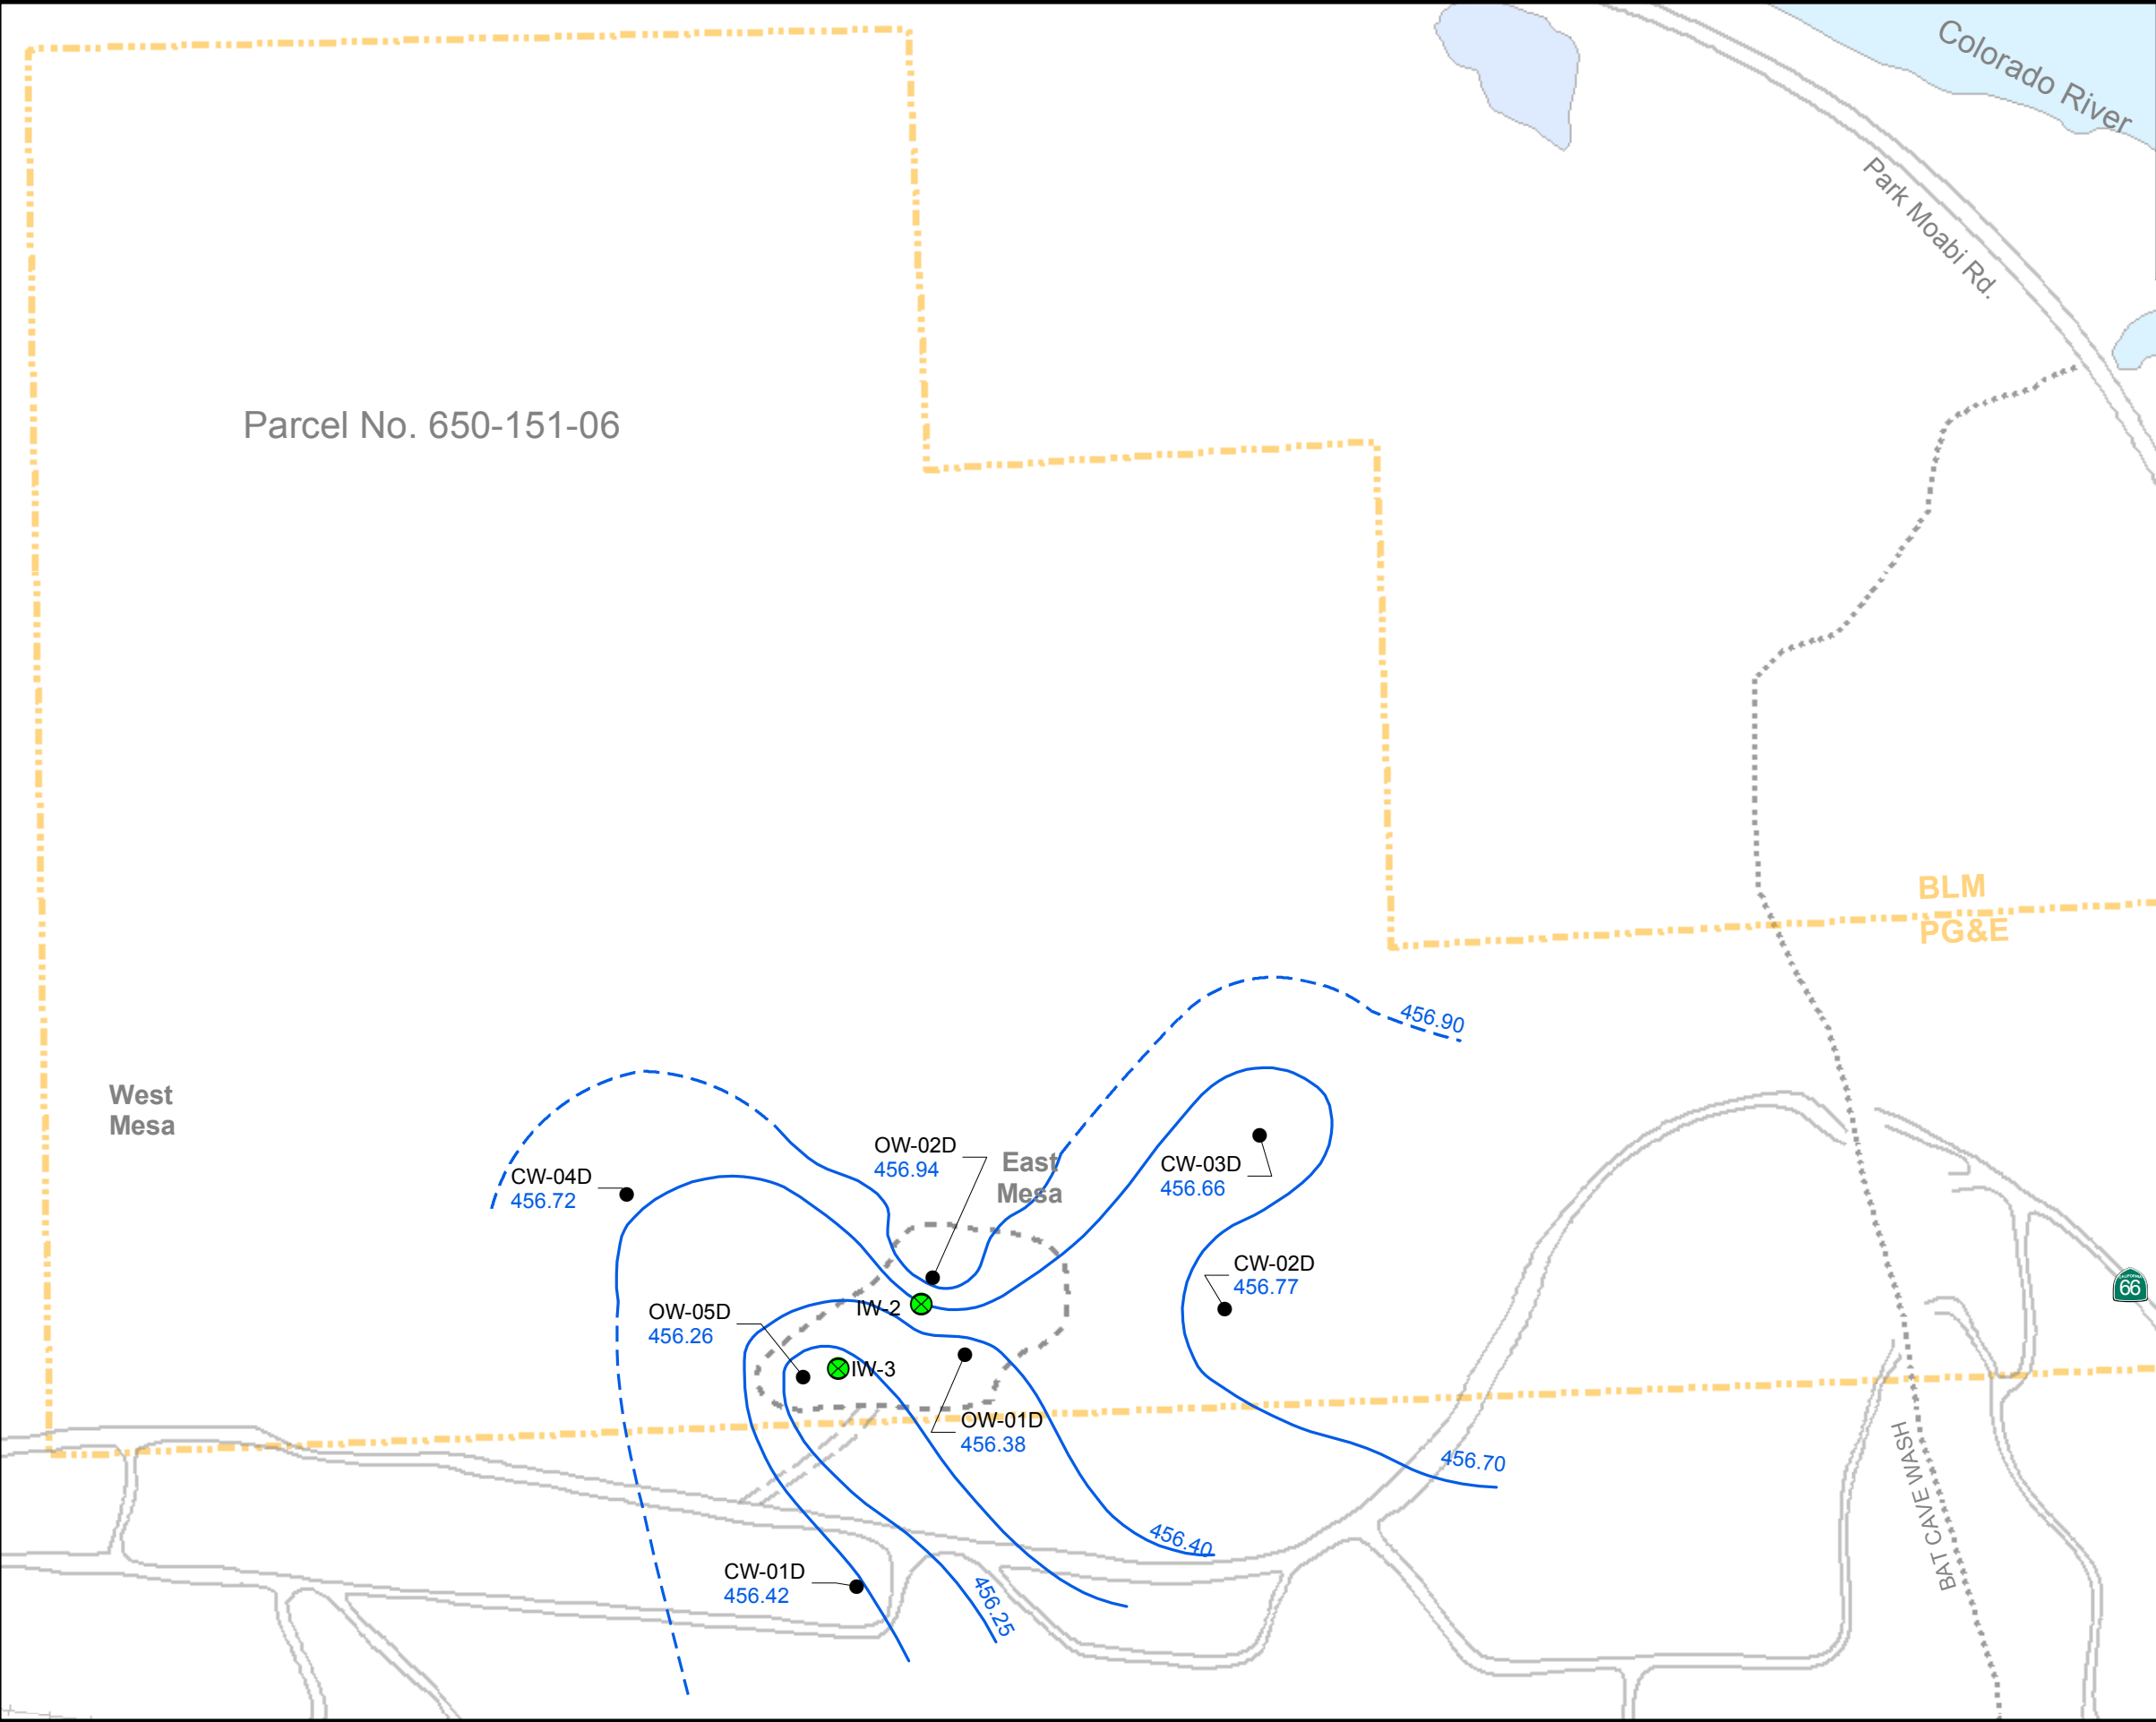 Colorado River
Park Moabi Rd.
Parcel No. 650-151-06
BLM
PG&E
456.90
West
Mesa
OW-02D
456.94
East
Mesa
CW-04D
456.72
CW-03D
456.66
CW-02D
456.77
IW-2
OW-05D
456.26
IW-3
OW-01D
456.38
456.70
456.40
CW-01D
456.42
456.25
BAT CAVE WASH
CALIFORNIA
66